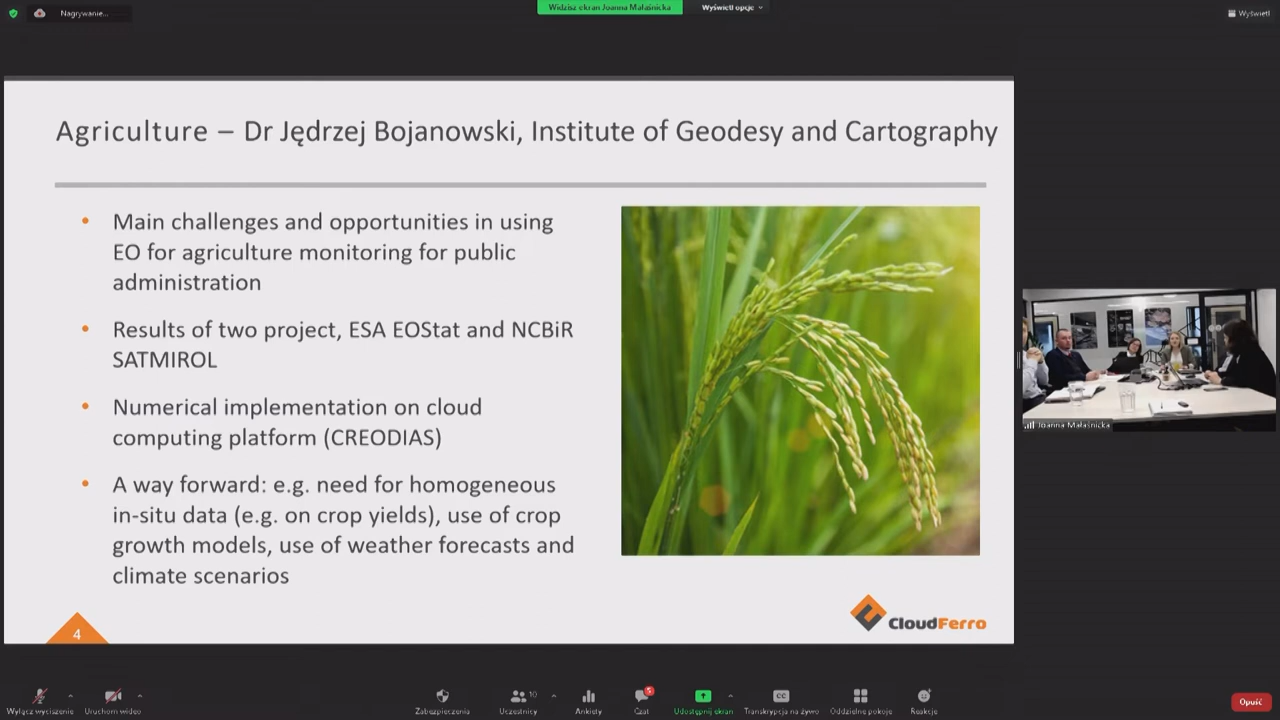 Nagrywanie...
Widzisz ekran Joanna Małaśnicka
Wyświetl opcje
Wyświetl
Agriculture – Dr Jędrzej Bojanowski, Institute of Geodesy and Cartography
• Main challenges and opportunities in using
EO for agriculture monitoring for public
administration
• Results of two project, ESA EOStat and NCBiR
SATMIROL
• Numerical implementation on cloud
computing platform (CREODIAS)
• A way forward: e.g. need for homogeneous
in-situ data (e.g. on crop yields), use of crop
growth models, use of weather forecasts and
climate scenarios
4
CloudFerro
Joanna Małaśnicka
Wyłącz wyciszenie
Uruchom wideo
Zabezpieczenia
10
Uczestnicy
Ankiety
5
Czat
Udostępnij ekran
CC
Transkrypcja na żywo
Oddzielne pokoje
Reakcje
Opuść